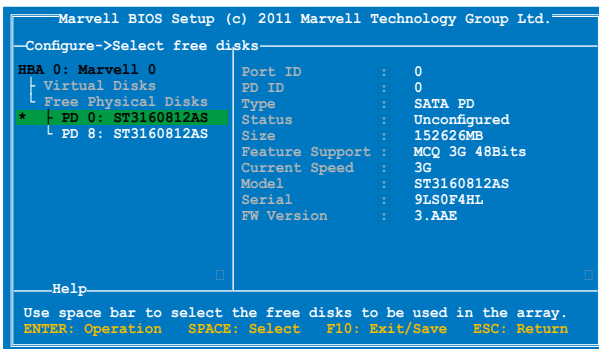 Marvell BIOS Setup (c) 2011 Marvell Technology Group Ltd.
Configure->Select free disks
HBA 0: Marvell 0
Virtual Disks
Free Physical Disks
* PD 0: ST3160812AS
PD 8: ST3160812AS
Port ID : 0
PD ID : 0
Type : SATA PD
Status : Unconfigured
Size : 152626MB
Feature Support : MCQ 3G 48Bits
Current Speed : 3G
Model : ST3160812AS
Serial : 9LS0F4HL
FW Version : 3.AAE
Help
Use space bar to select the free disks to be used in the array.
ENTER: Operation SPACE: Select F10: Exit/Save ESC: Return